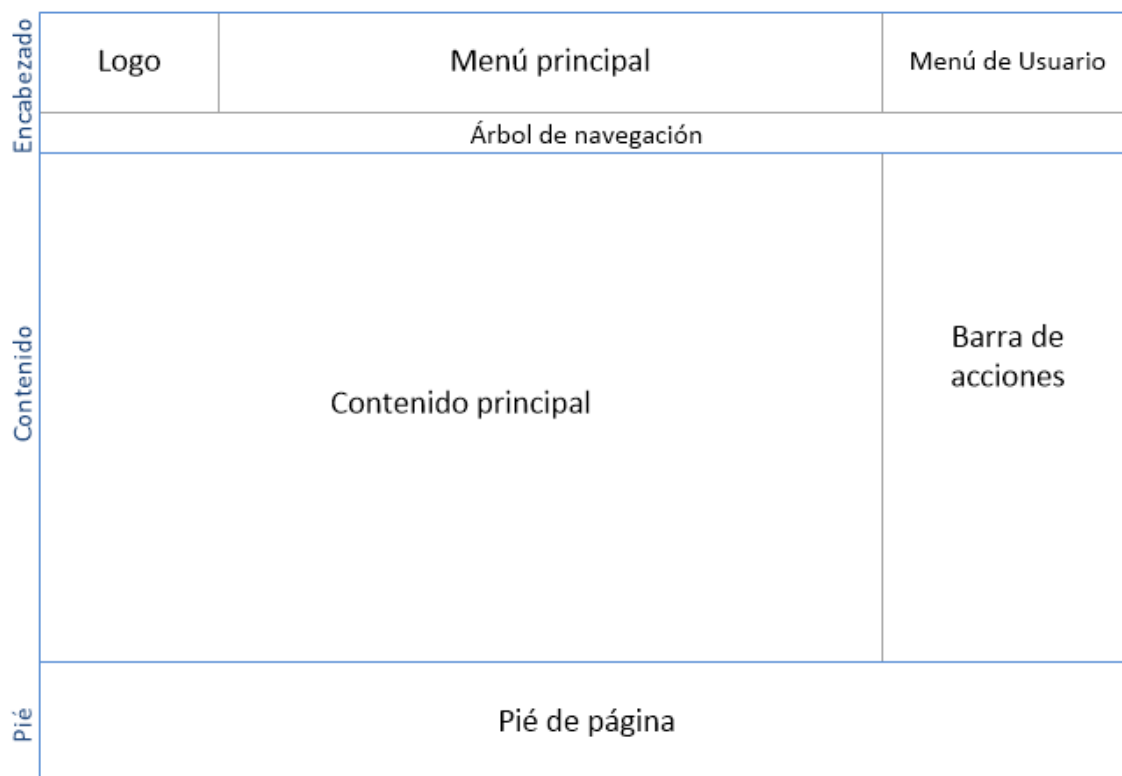 Encabezado
Logo
Menú principal
Menú de Usuario
Árbol de navegación
Contenido
Contenido principal
Barra de
acciones
Pié
Pié de página